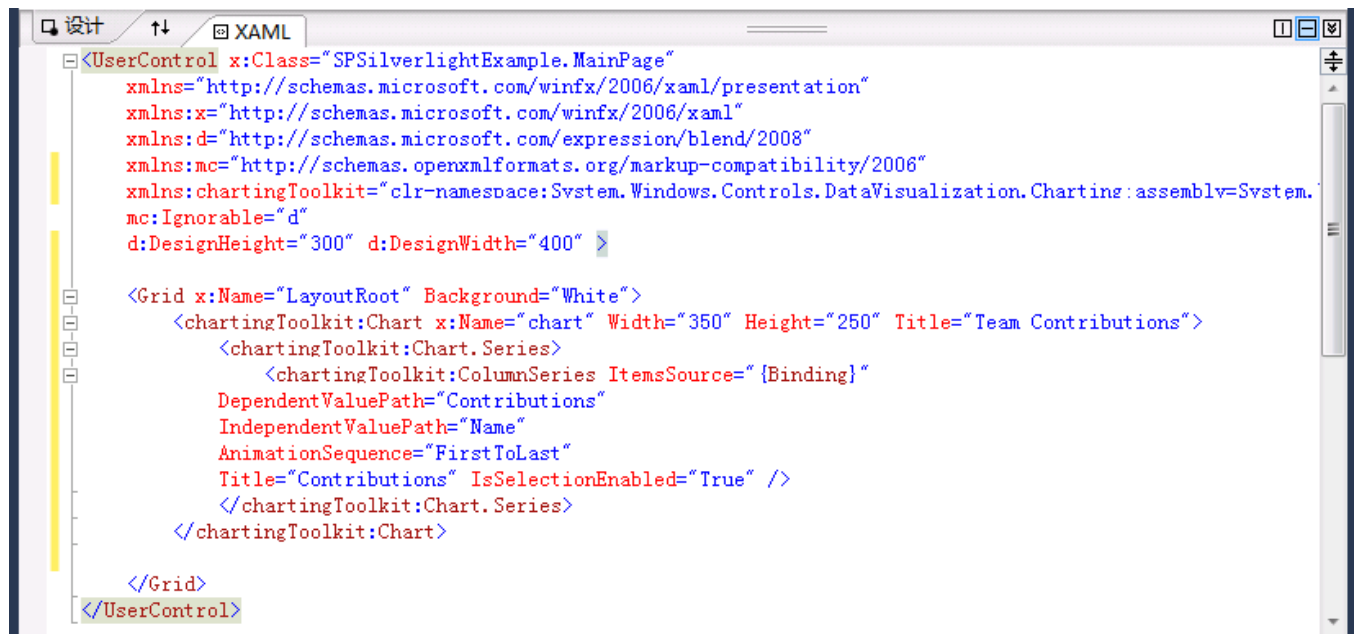 设计 XAML
<UserControl x:Class="SPSilverlightExample.MainPage"
xmlns="http://schemas.microsoft.com/winfx/2006/xaml/presentation"
xmlns:x="http://schemas.microsoft.com/winfx/2006/xaml"
xmlns:d="http://schemas.microsoft.com/expression/blend/2008"
xmlns:mc="http://schemas.openxmlformats.org/markup-compatibility/2006"
xmlns:chartingToolkit="clr-namespace:System.Windows.Controls.DataVisualization.Charting;assembly=System.
mc:Ignorable="d"
d:DesignHeight="300" d:DesignWidth="400" >
<Grid x:Name="LayoutRoot" Background="White">
<chartingToolkit:Chart x:Name="chart" Width="350" Height="250" Title="Team Contributions">
<chartingToolkit:Chart.Series>
<chartingToolkit:ColumnSeries ItemsSource="{Binding}"
DependentValuePath="Contributions"
IndependentValuePath="Name"
AnimationSequence="FirstToLast"
Title="Contributions" IsSelectionEnabled="True" />
</chartingToolkit:Chart.Series>
</chartingToolkit:Chart>
</Grid>
</UserControl>